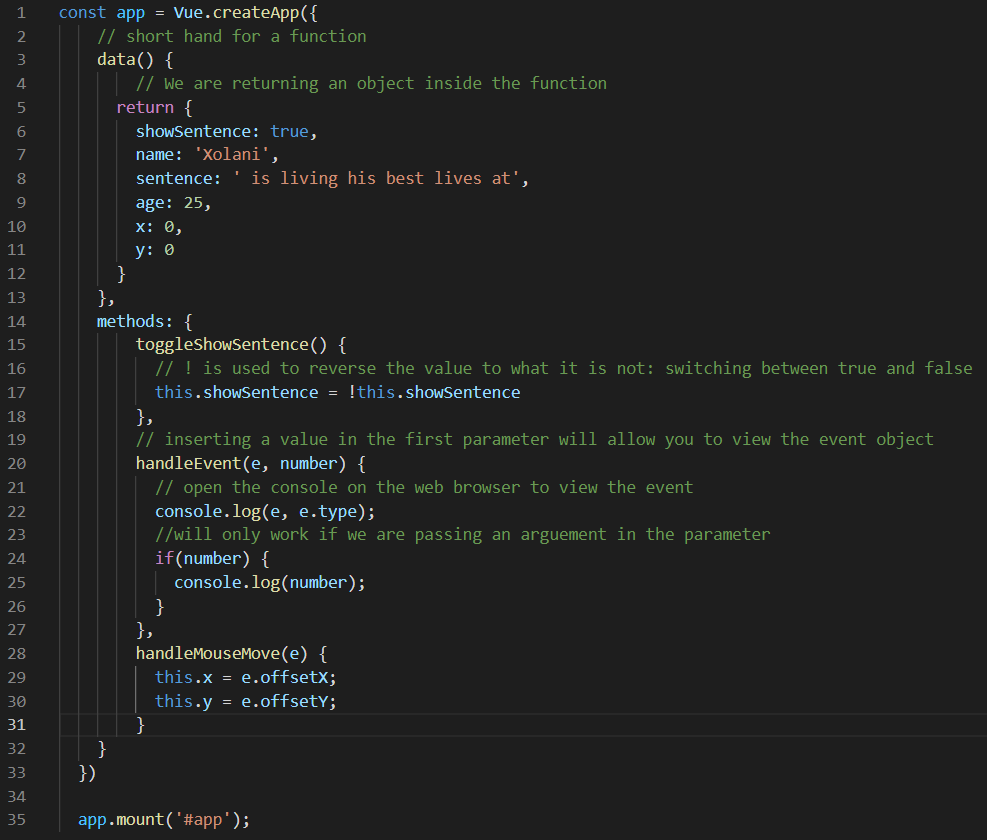 1 const app = Vue.createApp({
2 // short hand for a function
3 data() {
4 // We are returning an object inside the function
5 return {
6 showSentence: true,
7 name: 'Xolani',
8 sentence: ' is living his best lives at',
9 age: 25,
10 x: 0,
11 y: 0
12 }
13 },
14 methods: {
15 toggleShowSentence() {
16 // ! is used to reverse the value to what it is not: switching between true and false
17 this.showSentence = !this.showSentence
18 },
19 // inserting a value in the first parameter will allow you to view the event object
20 handleEvent(e, number) {
21 // open the console on the web browser to view the event
22 console.log(e, e.type);
23 //will only work if we are passing an arguement in the parameter
24 if(number) {
25 console.log(number);
26 }
27 },
28 handleMouseMove(e) {
29 this.x = e.offsetX;
30 this.y = e.offsetY;
31 }
32 }
33 })
34
35 app.mount('#app');